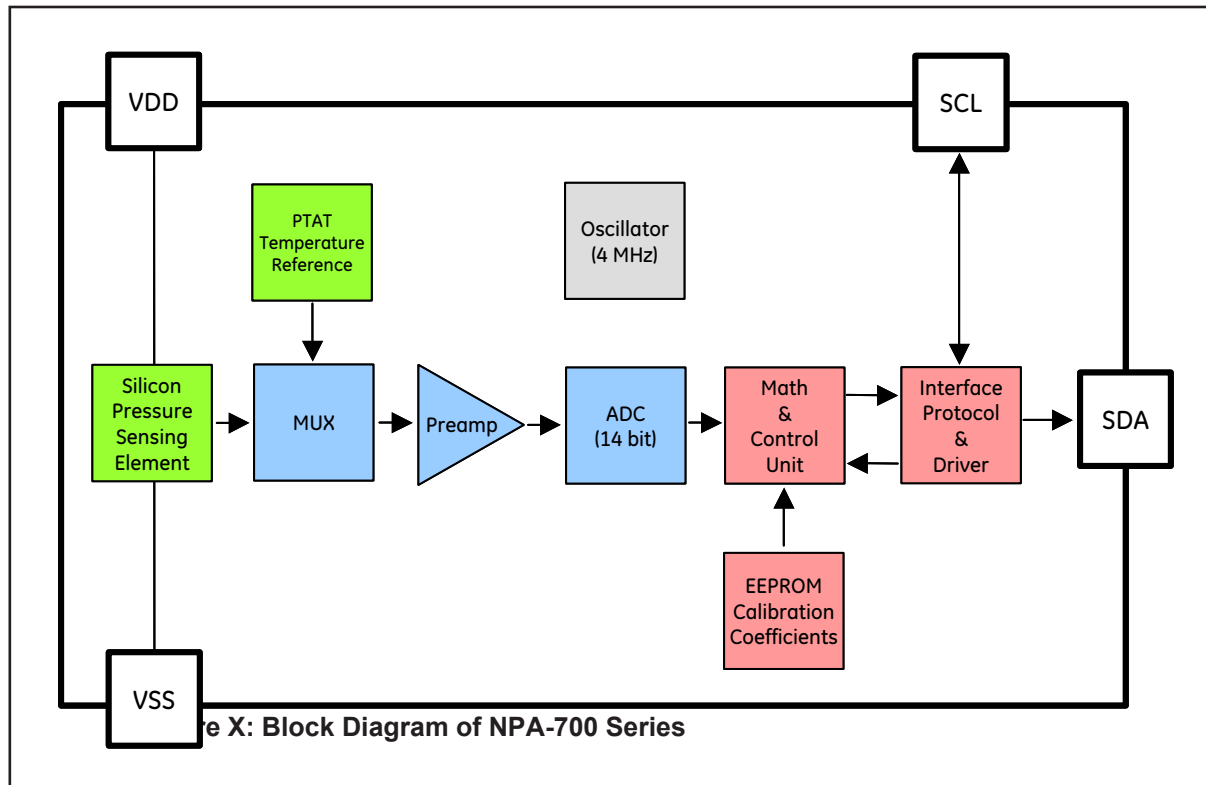 VDD
SCL
PTAT
Temperature
Reference
Oscillator
(4 MHz)
Silicon
Pressure
Sensing
Element
MUX
Preamp
ADC
(14 bit)
Math
&
Control
Unit
Interface
Protocol
&
Driver
SDA
EEPROM
Calibration
Coefficients
VSS
re X: Block Diagram of NPA-700 Series